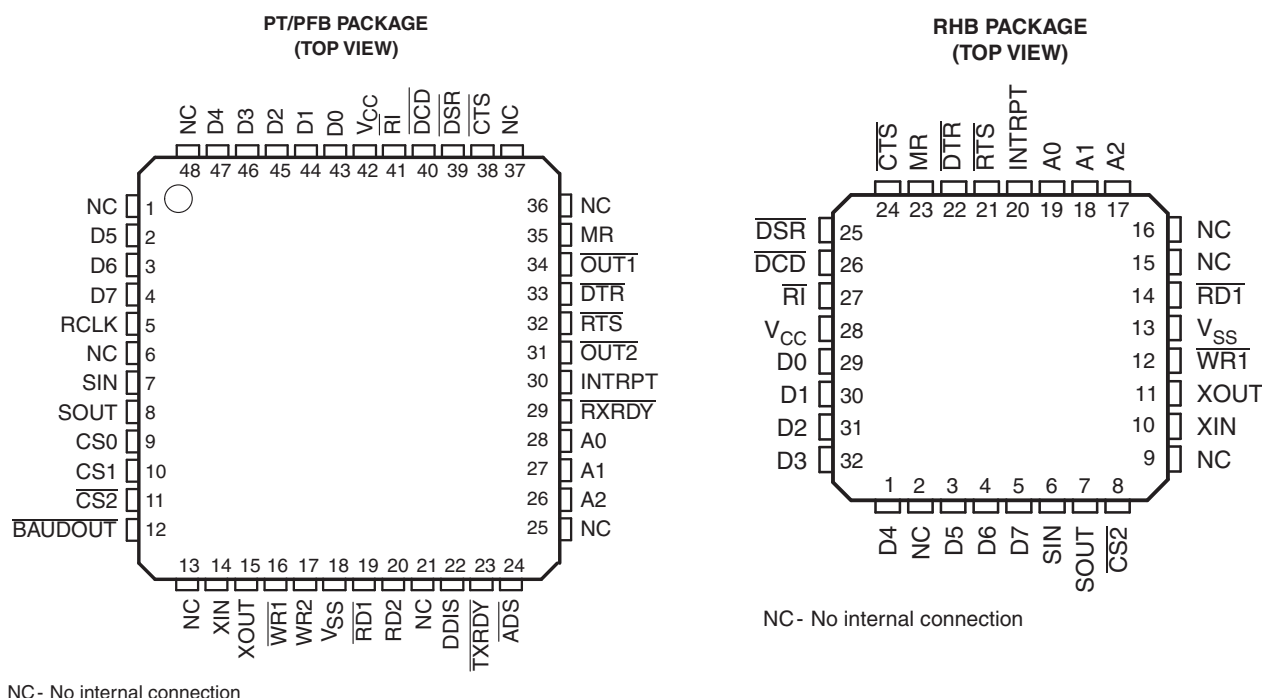 PT/PFB PACKAGE
(TOP VIEW)
NC D4 D3 D2 D1 D0 VCC RI DCD DSR CTS NC
48 47 46 45 44 43 42 41 40 39 38 37
NC 1
D5 2
D6 3
D7 4
RCLK 5
NC 6
SIN 7
SOUT 8
CS0 9
CS1 10
CS2 11
BAUDOUT 12
36 NC
35 MR
34 OUT1
33 DTR
32 RTS
31 OUT2
30 INTRPT
29 RXRDY
28 A0
27 A1
26 A2
25 NC
13 14 15 16 17 18 19 20 21 22 23 24
NC XIN XOUT WR1 WR2 VSS RD1 RD2 NC DDIS TXRDY ADS
NC - No internal connection
RHB PACKAGE
(TOP VIEW)
CTS MR DTR RTS INTRPT A0 A1 A2
24 23 22 21 20 19 18 17
DSR 25
DCD 26
RI 27
VCC 28
D0 29
D1 30
D2 31
D3 32
16 NC
15 NC
14 RD1
13 VSS
12 WR1
11 XOUT
10 XIN
9 NC
1 2 3 4 5 6 7 8
D4 NC D5 D6 D7 SIN SOUT CS2
NC - No internal connection